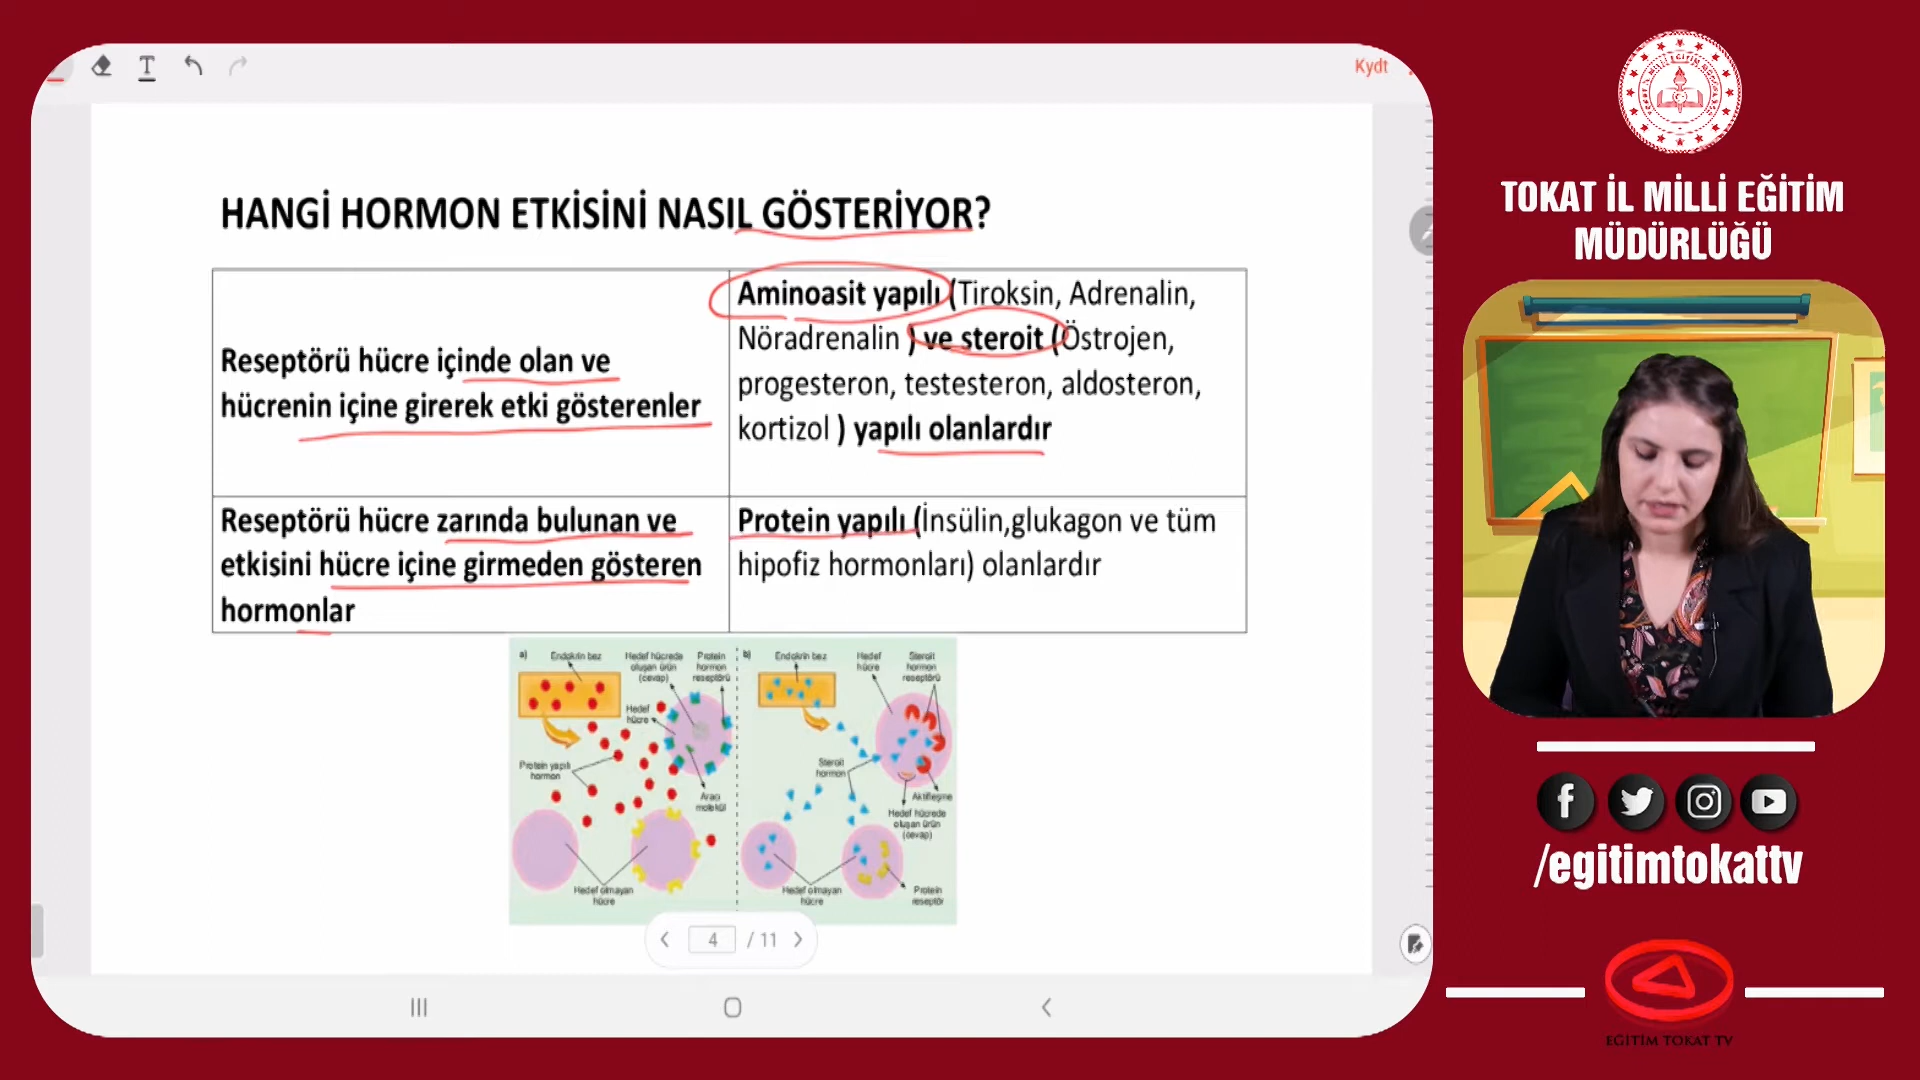 T
Kydt
HANGİ HORMON ETKİSİNİ NASIL GÖSTERİYOR?
Reseptörü hücre içinde olan ve
hücrenin içine girerek etki gösterenler
Aminoasit yapılı (Tiroksin, Adrenalin,
Nöradrenalin ) ve steroit (Östrojen,
progesteron, testesteron, aldosteron,
kortizol ) yapılı olanlardır
Reseptörü hücre zarında bulunan ve
etkisini hücre içine girmeden gösteren
hormonlar
Protein yapılı (İnsülin,glukagon ve tüm
hipofiz hormonları) olanlardır
a)
Endokrin bez
Hedef hücrede
oluşan ürün
(cevap)
Protein
hormon
reseptörü
Hedef
hücre
Protein yapılı
hormon
Aracı
molekül
Hedef olmayan
hücre
b)
Endokrin bez
Hedef
hücre
Steroit
hormon
reseptörü
Steroit
hormon
Aktifleşme
Hedef hücrede
oluşan ürün
(cevap)
Hedef olmayan
hücre
Protein
reseptör
4 / 11
TOKAT İL MİLLİ EĞİTİM
MÜDÜRLÜĞÜ
/egitimtokattv
EĞİTİM TOKAT TV